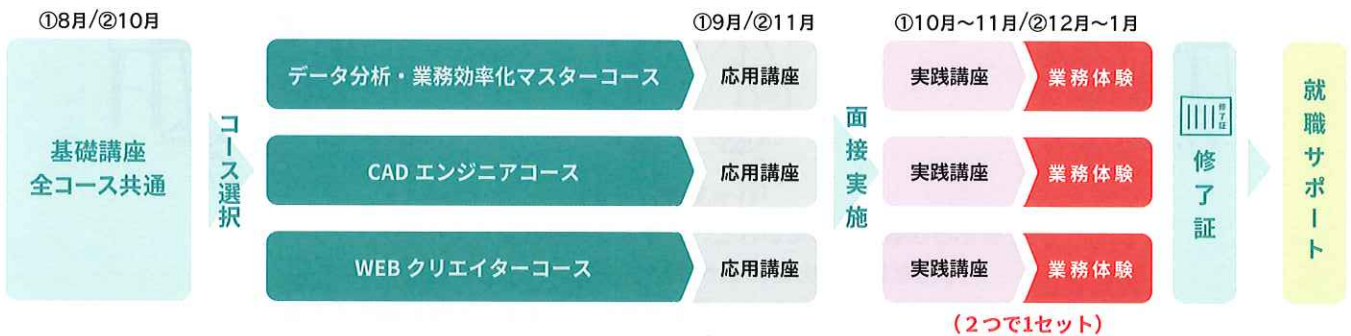 ①8月/②10月
①9月/②11月
①10月～11月/②12月～1月
基礎講座
全コース共通
コース選択
データ分析・業務効率化マスターコース
応用講座
CAD エンジニアコース
応用講座
WEB クリエイターコース
応用講座
面接実施
実践講座
業務体験
実践講座
業務体験
実践講座
業務体験
（2つで1セット）
修了証
修了証
就職サポート